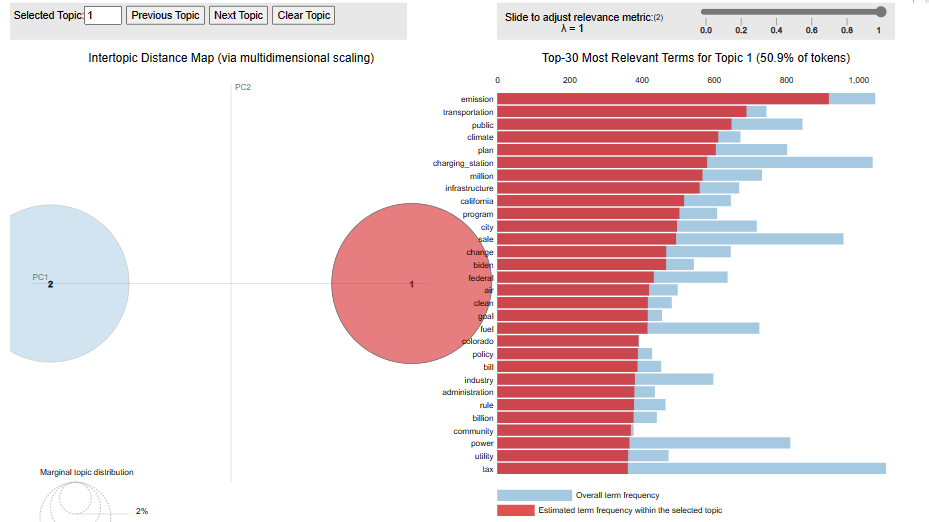 Selected Topic: 1 Previous Topic Next Topic Clear Topic
Slide to adjust relevance metric:(2)
λ = 1
0.0 0.2 0.4 0.6 0.8 1
Intertopic Distance Map (via multidimensional scaling)
PC2
PC1
2
1
Marginal topic distribution
2%
Top-30 Most Relevant Terms for Topic 1 (50.9% of tokens)
0 200 400 600 800 1,000
emission
transportation
public
climate
plan
charging_station
million
infrastructure
california
program
city
sale
change
biden
federal
air
clean
goal
fuel
colorado
policy
bill
industry
administration
rule
billion
community
power
utility
tax
Overall term frequency
Estimated term frequency within the selected topic